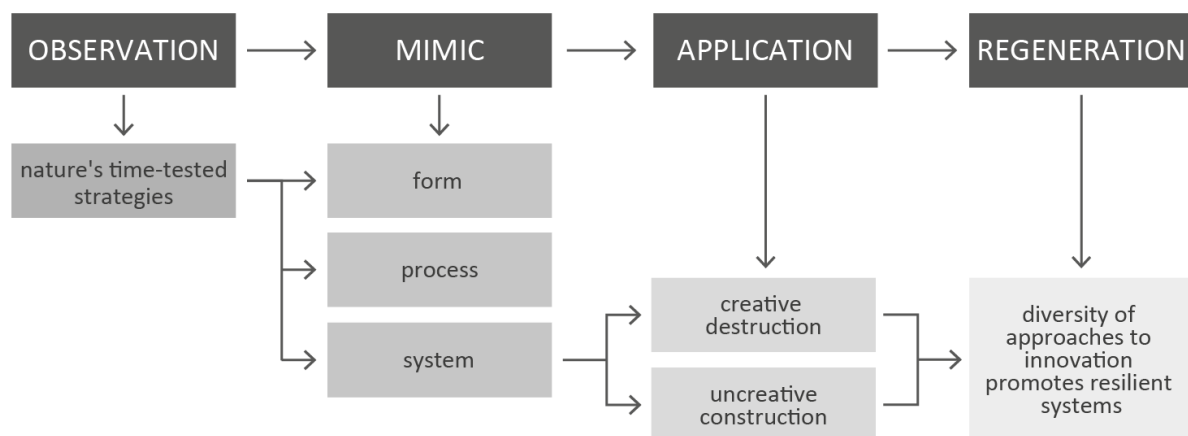 OBSERVATION
MIMIC
APPLICATION
REGENERATION
nature's time-tested
strategies
form
process
system
creative
destruction
uncreative
construction
diversity of
approaches to
innovation
promotes resilient
systems